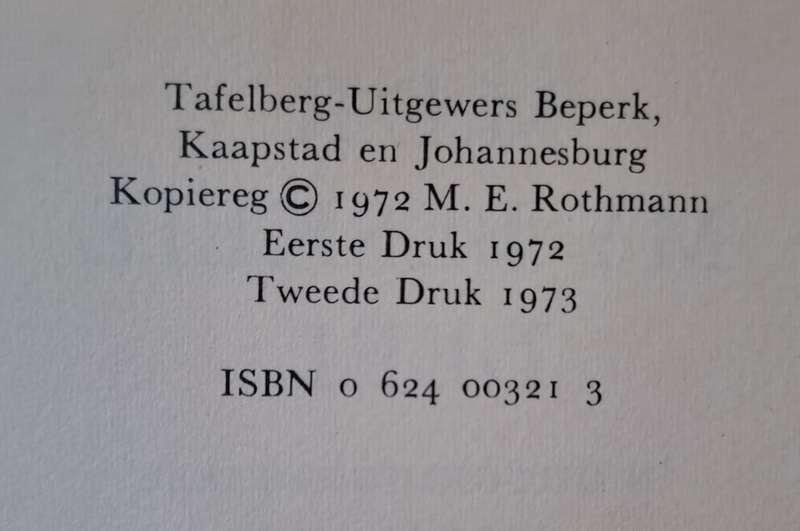 Tafelberg-Uitgewers Beperk,
Kaapstad en Johannesburg
Kopiereg © 1972 M. E. Rothmann
Eerste Druk 1972
Tweede Druk 1973
ISBN 0 624 00321 3